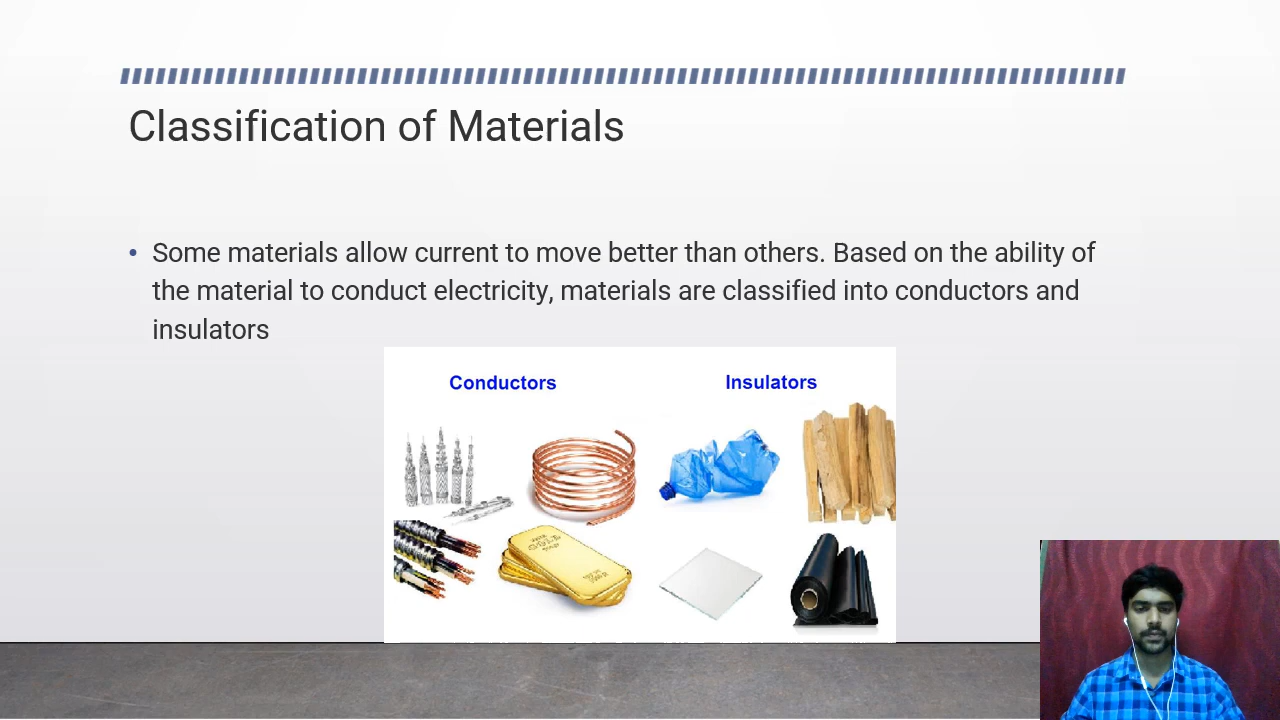 Classification of Materials
• Some materials allow current to move better than others. Based on the ability of
the material to conduct electricity, materials are classified into conductors and
insulators
Conductors
Insulators